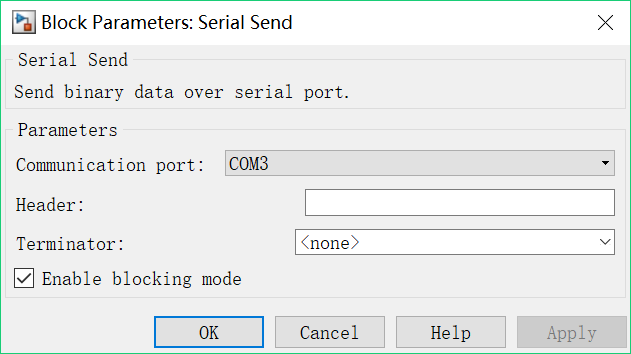 Block Parameters: Serial Send
Serial Send
Send binary data over serial port.
Parameters
Communication port: COM3
Header:
Terminator: <none>
Enable blocking mode
OK Cancel Help Apply